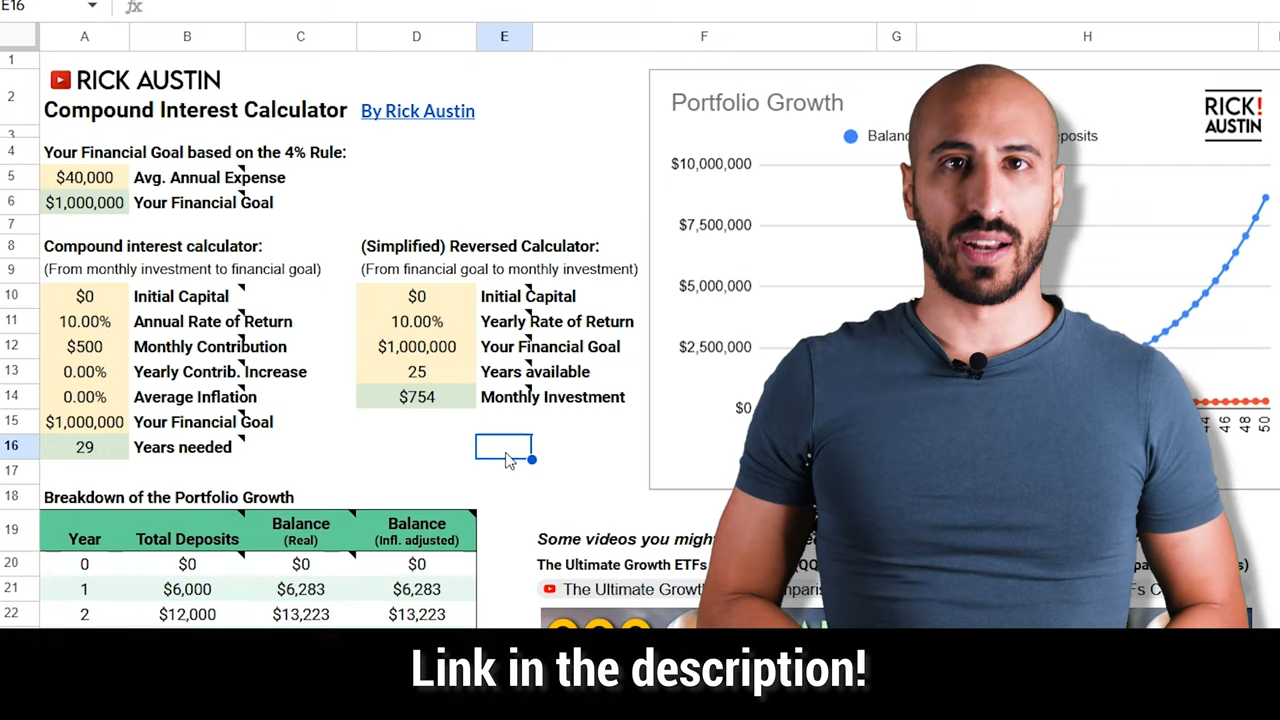 E16
fx
A B C D E F G H
1
2
3
4
5
6
7
8
9
10
11
12
13
14
15
16
17
18
19
20
21
22
RICK AUSTIN
Compound Interest Calculator By Rick Austin
Your Financial Goal based on the 4% Rule:
$40,000 Avg. Annual Expense
$1,000,000 Your Financial Goal
Compound interest calculator:
(From monthly investment to financial goal)
$0 Initial Capital
10.00% Annual Rate of Return
$500 Monthly Contribution
0.00% Yearly Contrib. Increase
0.00% Average Inflation
$1,000,000 Your Financial Goal
29 Years needed
(Simplified) Reversed Calculator:
(From financial goal to monthly investment)
$0 Initial Capital
10.00% Yearly Rate of Return
$1,000,000 Your Financial Goal
25 Years available
$754 Monthly Investment
Breakdown of the Portfolio Growth
Year Total Deposits Balance (Real) Balance (Infl. adjusted)
0 $0 $0 $0
1 $6,000 $6,283 $6,283
2 $12,000 $13,223 $13,223
Portfolio Growth
RICK!
AUSTIN
$10,000,000
$7,500,000
$5,000,000
$2,500,000
$0
44 46 48 50
Some videos you
The Ultimate Growth ETFs
The Ultimate
Link in the description!